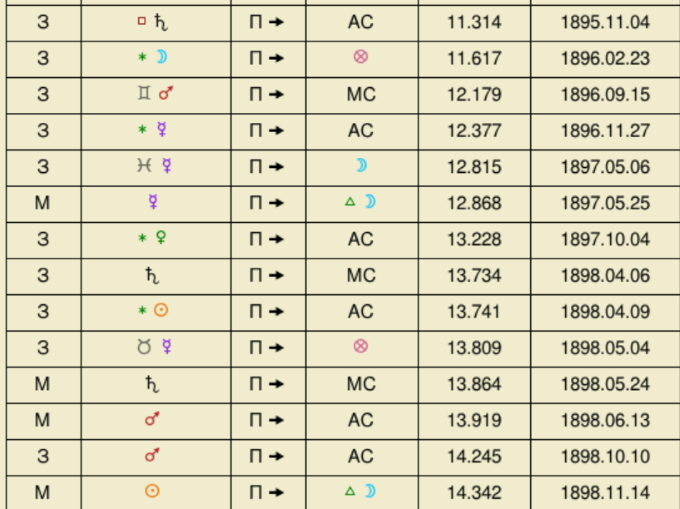 З □ ♄ П → AC 11.314 1895.11.04
З ✶ ☽ П → ⊗ 11.617 1896.02.23
З ♊ ♂ П → MC 12.179 1896.09.15
З ✶ ☿ П → AC 12.377 1896.11.27
З ♓ ☿ П → ☽ 12.815 1897.05.06
М ☿ П → △ ☽ 12.868 1897.05.25
З ✶ ♀ П → AC 13.228 1897.10.04
З ♄ П → MC 13.734 1898.04.06
З ✶ ☉ П → AC 13.741 1898.04.09
З ♉ ☿ П → ⊗ 13.809 1898.05.04
М ♄ П → MC 13.864 1898.05.24
М ♂ П → AC 13.919 1898.06.13
З ♂ П → AC 14.245 1898.10.10
М ☉ П → △ ☽ 14.342 1898.11.14